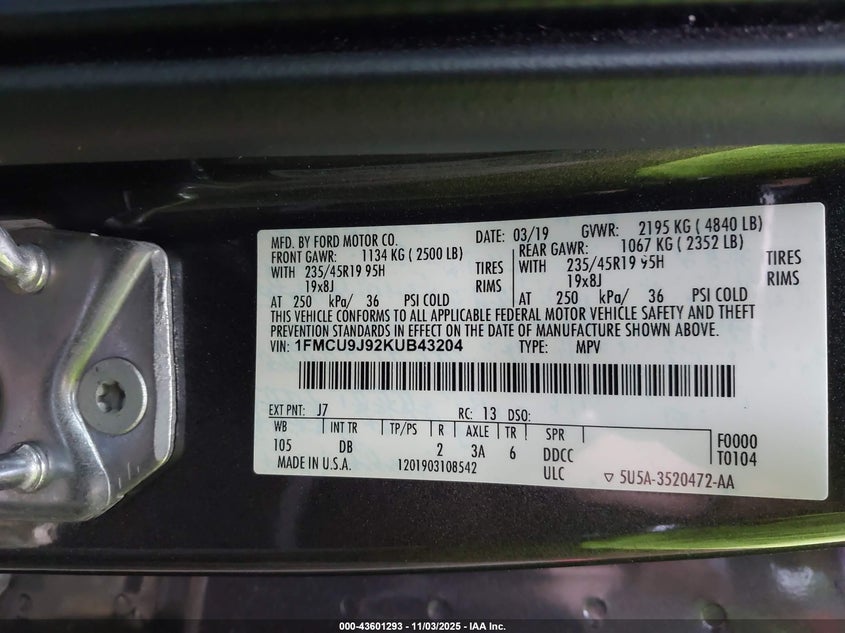 MFD. BY FORD MOTOR CO. DATE: 03/19 GVWR: 2195 KG ( 4840 LB)
FRONT GAWR: 1134 KG ( 2500 LB) REAR GAWR: 1067 KG ( 2352 LB)
WITH 235/45R19 95H TIRES WITH 235/45R19 95H TIRES
19x8J RIMS 19x8J RIMS
AT 250 kPa/ 36 PSI COLD AT 250 kPa/ 36 PSI COLD
THIS VEHICLE CONFORMS TO ALL APPLICABLE FEDERAL MOTOR VEHICLE SAFETY AND THEFT
PREVENTION STANDARDS IN EFFECT ON THE DATE OF MANUFACTURE SHOWN ABOVE.
VIN: 1FMCU9J92KUB43204 TYPE: MPV
EXT PNT: J7 RC: 13 DSO:
WB INT TR TP/PS R AXLE TR SPR F0000
105 DB 2 3A 6 DDCC T0104
MADE IN U.S.A. 1201903108542 ULC ▽ 5U5A-3520472-AA
000-43601293 - 11/03/2025 - IAA Inc.